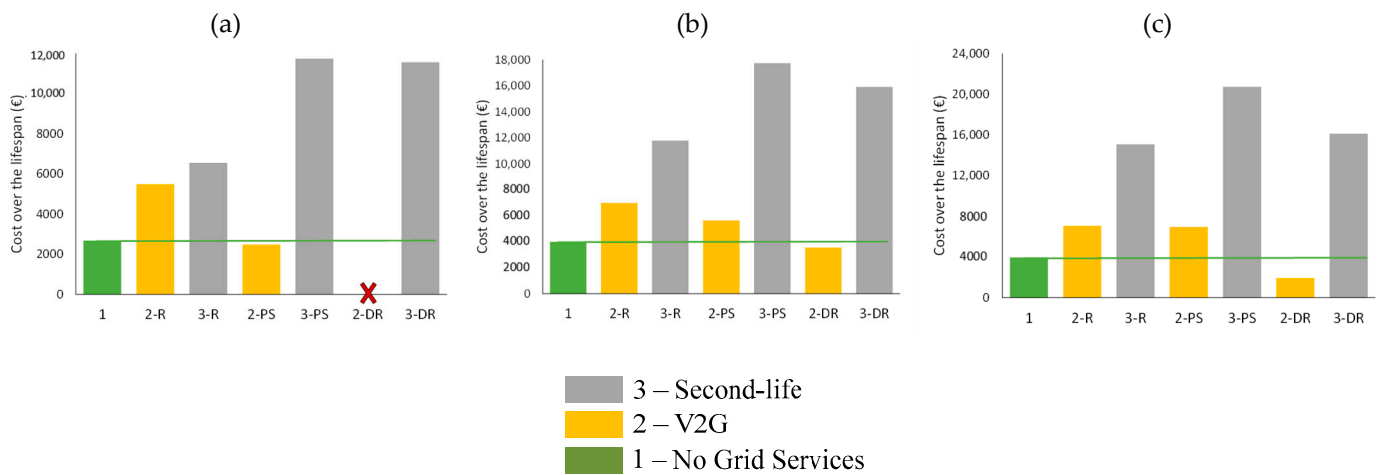 (a)
Cost over the lifespan (€)
12,000
10,000
8000
6000
4000
2000
0
1 2-R 3-R 2-PS 3-PS 2-DR 3-DR
(b)
Cost over the lifespan (€)
18,000
16,000
14,000
12,000
10,000
8000
6000
4000
2000
0
1 2-R 3-R 2-PS 3-PS 2-DR 3-DR
(c)
Cost over the lifespan (€)
24,000
20,000
16,000
12,000
8000
4000
0
1 2-R 3-R 2-PS 3-PS 2-DR 3-DR
3 – Second-life
2 – V2G
1 – No Grid Services